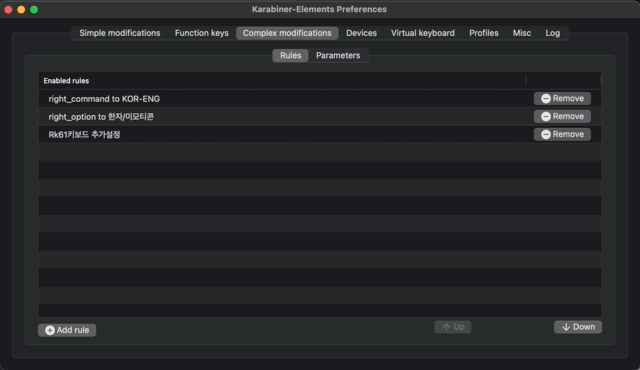 Karabiner-Elements Preferences
Simple modifications Function keys Complex modifications Devices Virtual keyboard Profiles Misc Log
Rules Parameters
Enabled rules
right_command to KOR-ENG Remove
right_option to 한자/이모티콘 Remove
Rk61키보드 추가설정 Remove
Add rule Up Down